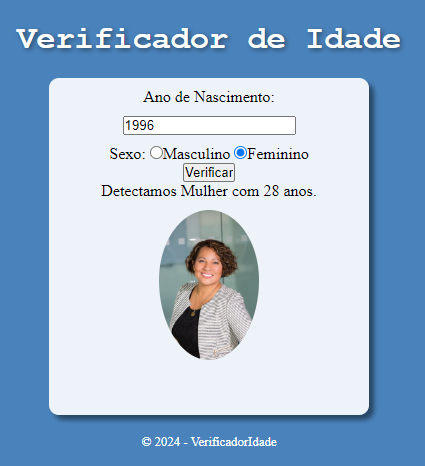 Verificador de Idade
Ano de Nascimento:
1996
Sexo: Masculino Feminino
Verificar
Detectamos Mulher com 28 anos.
© 2024 - VerificadorIdade